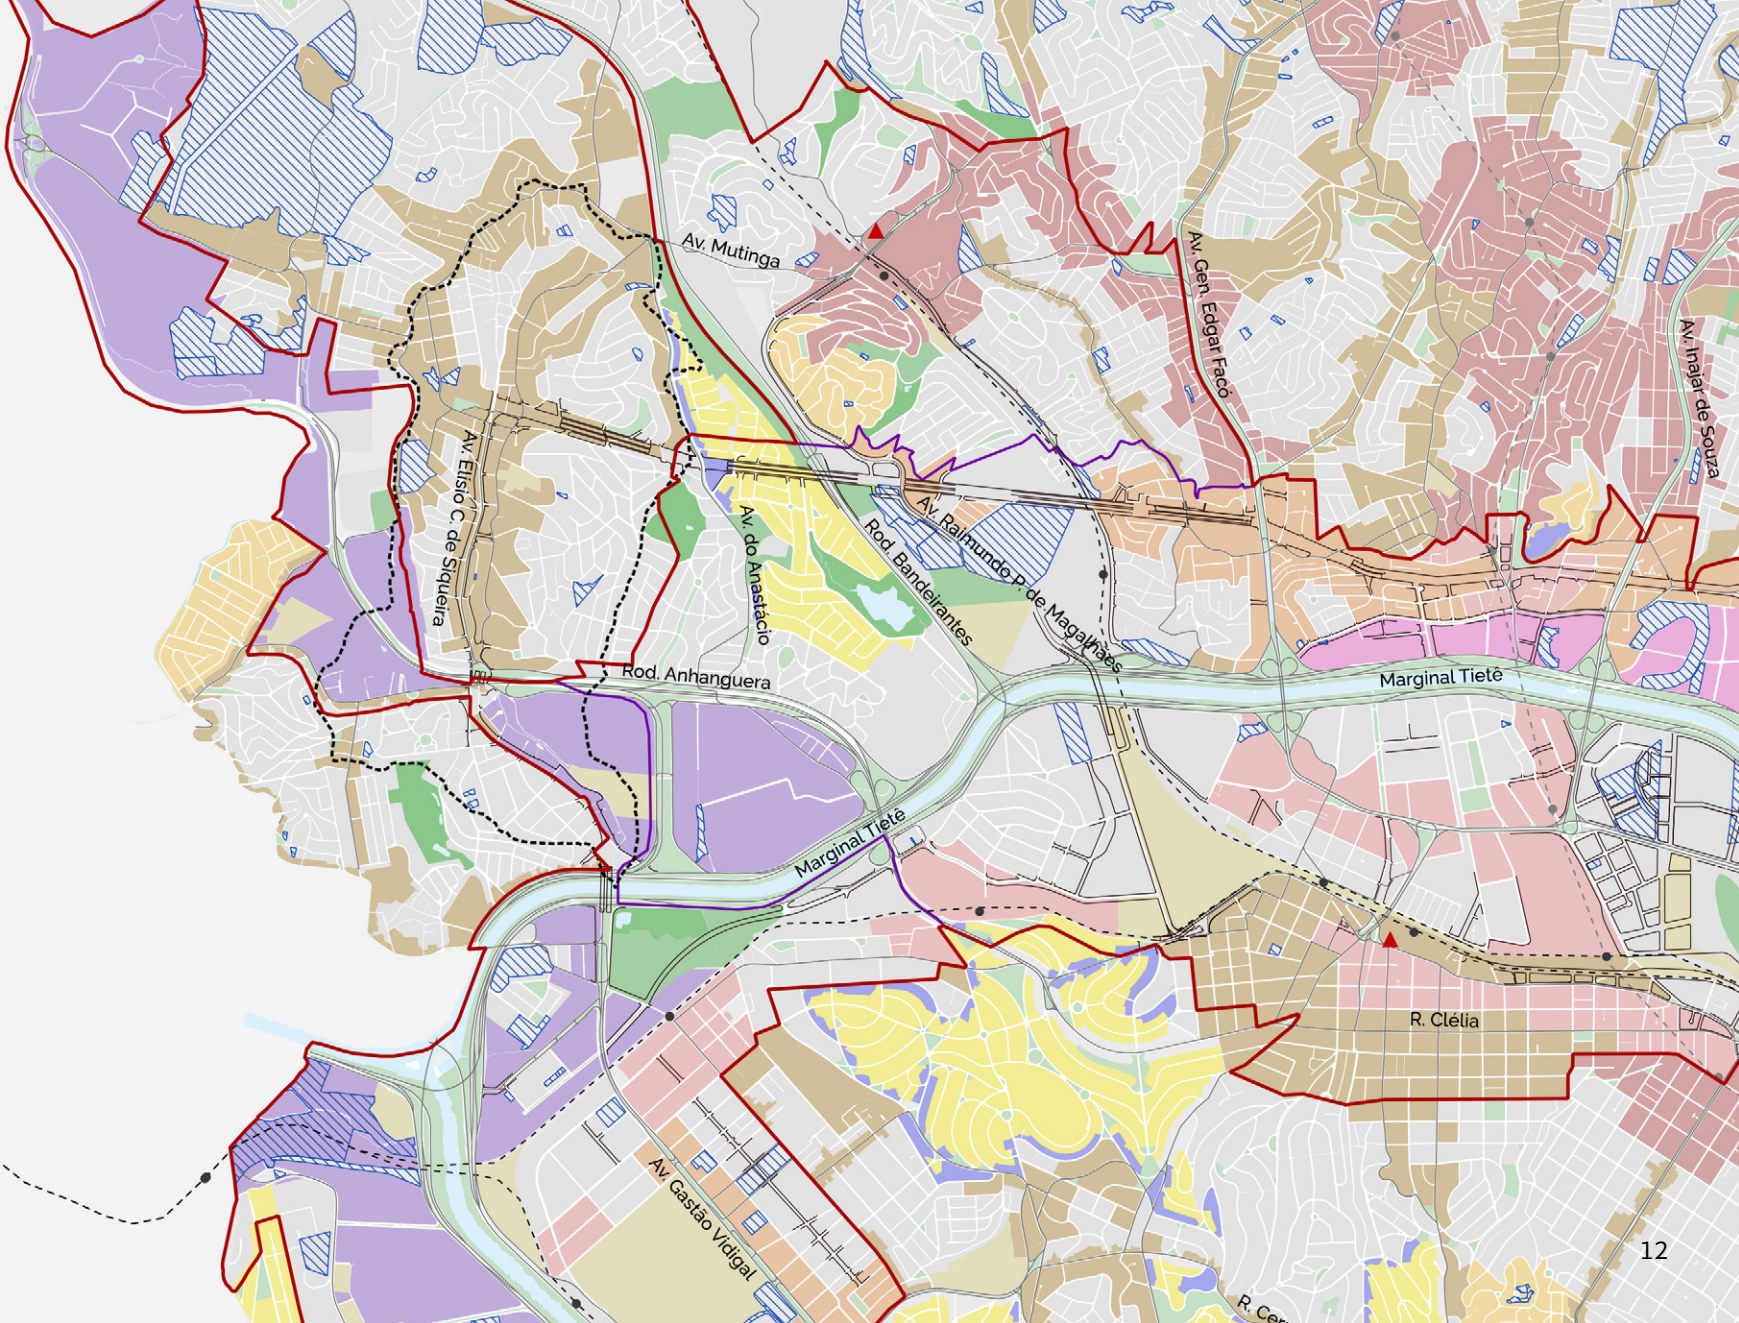 Av. Mutinga
Av. Gen. Edgar Facó
Av. Inajar de Souza
Av. Elísio C. de Siqueira
Av. do Anastácio
Rod. Bandeirantes
Av. Raimundo P. de Magalhães
Rod. Anhanguera
Marginal Tietê
Marginal Tietê
R. Clélia
Av. Gastão Vidigal
12